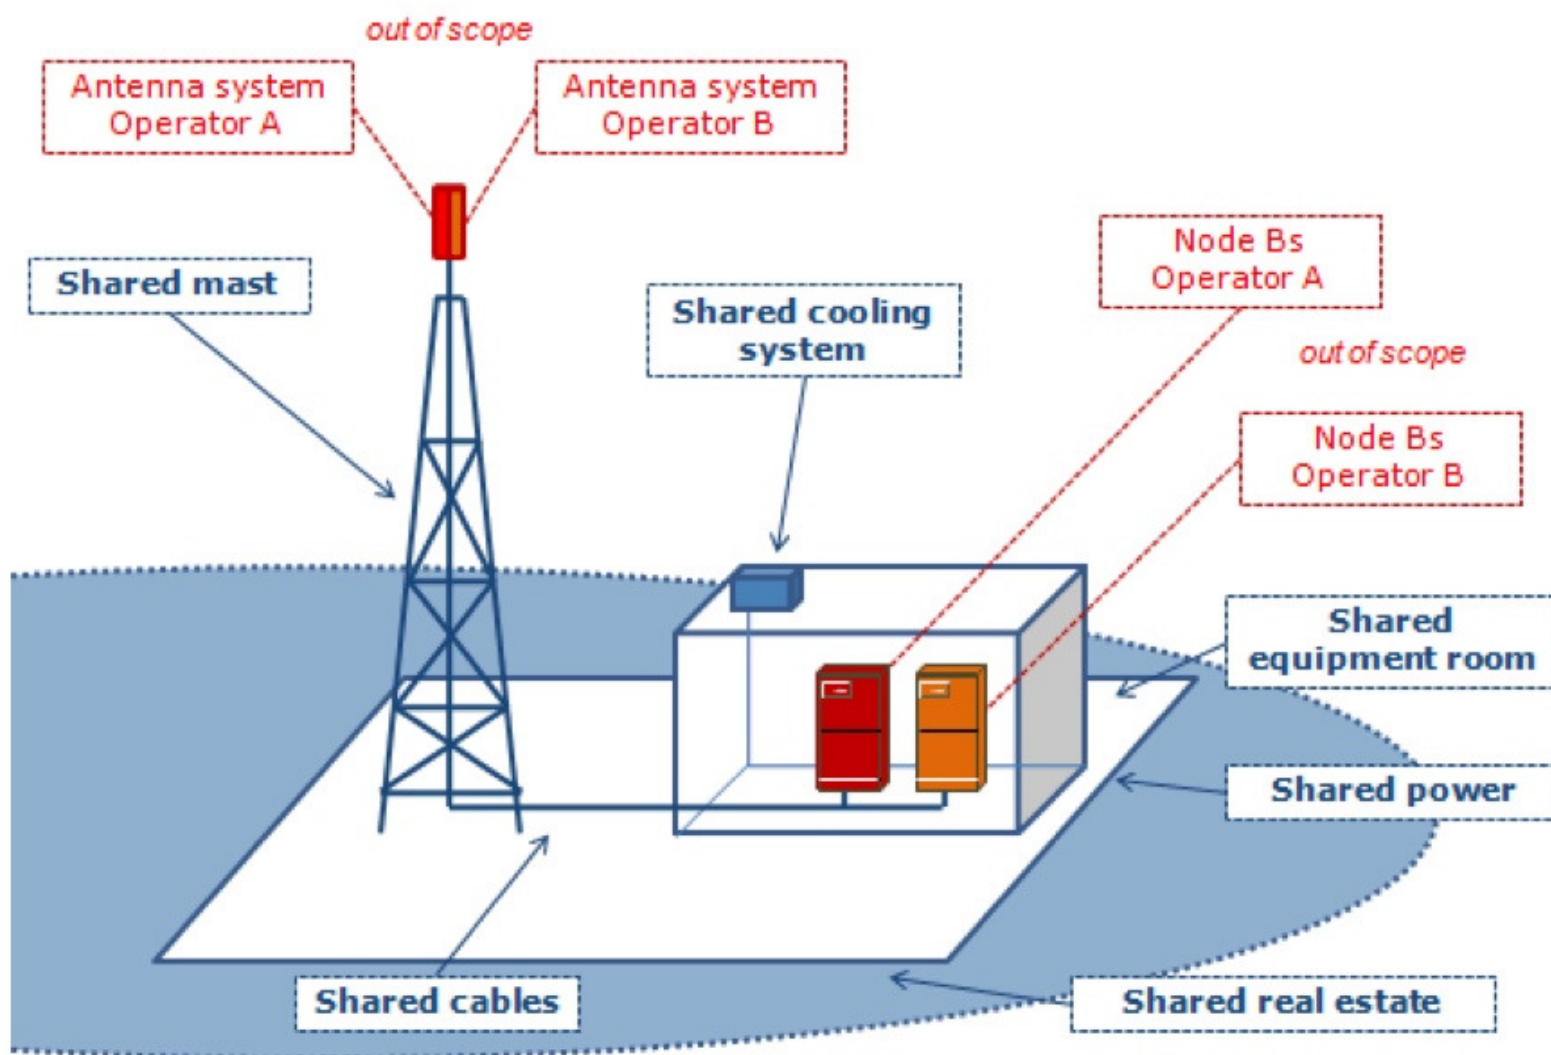 out of scope
Antenna system
Operator A
Antenna system
Operator B
Node Bs
Operator A
Shared mast
Shared cooling
system
out of scope
Node Bs
Operator B
Shared
equipment room
Shared power
Shared cables
Shared real estate